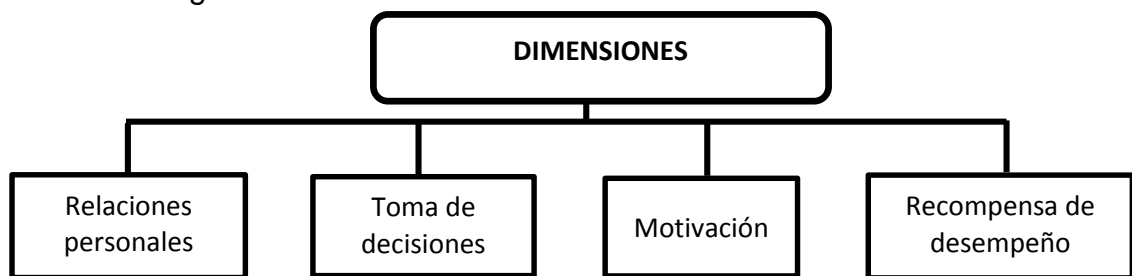 DIMENSIONES
Relaciones
personales
Toma de
decisiones
Motivación
Recompensa de
desempeño